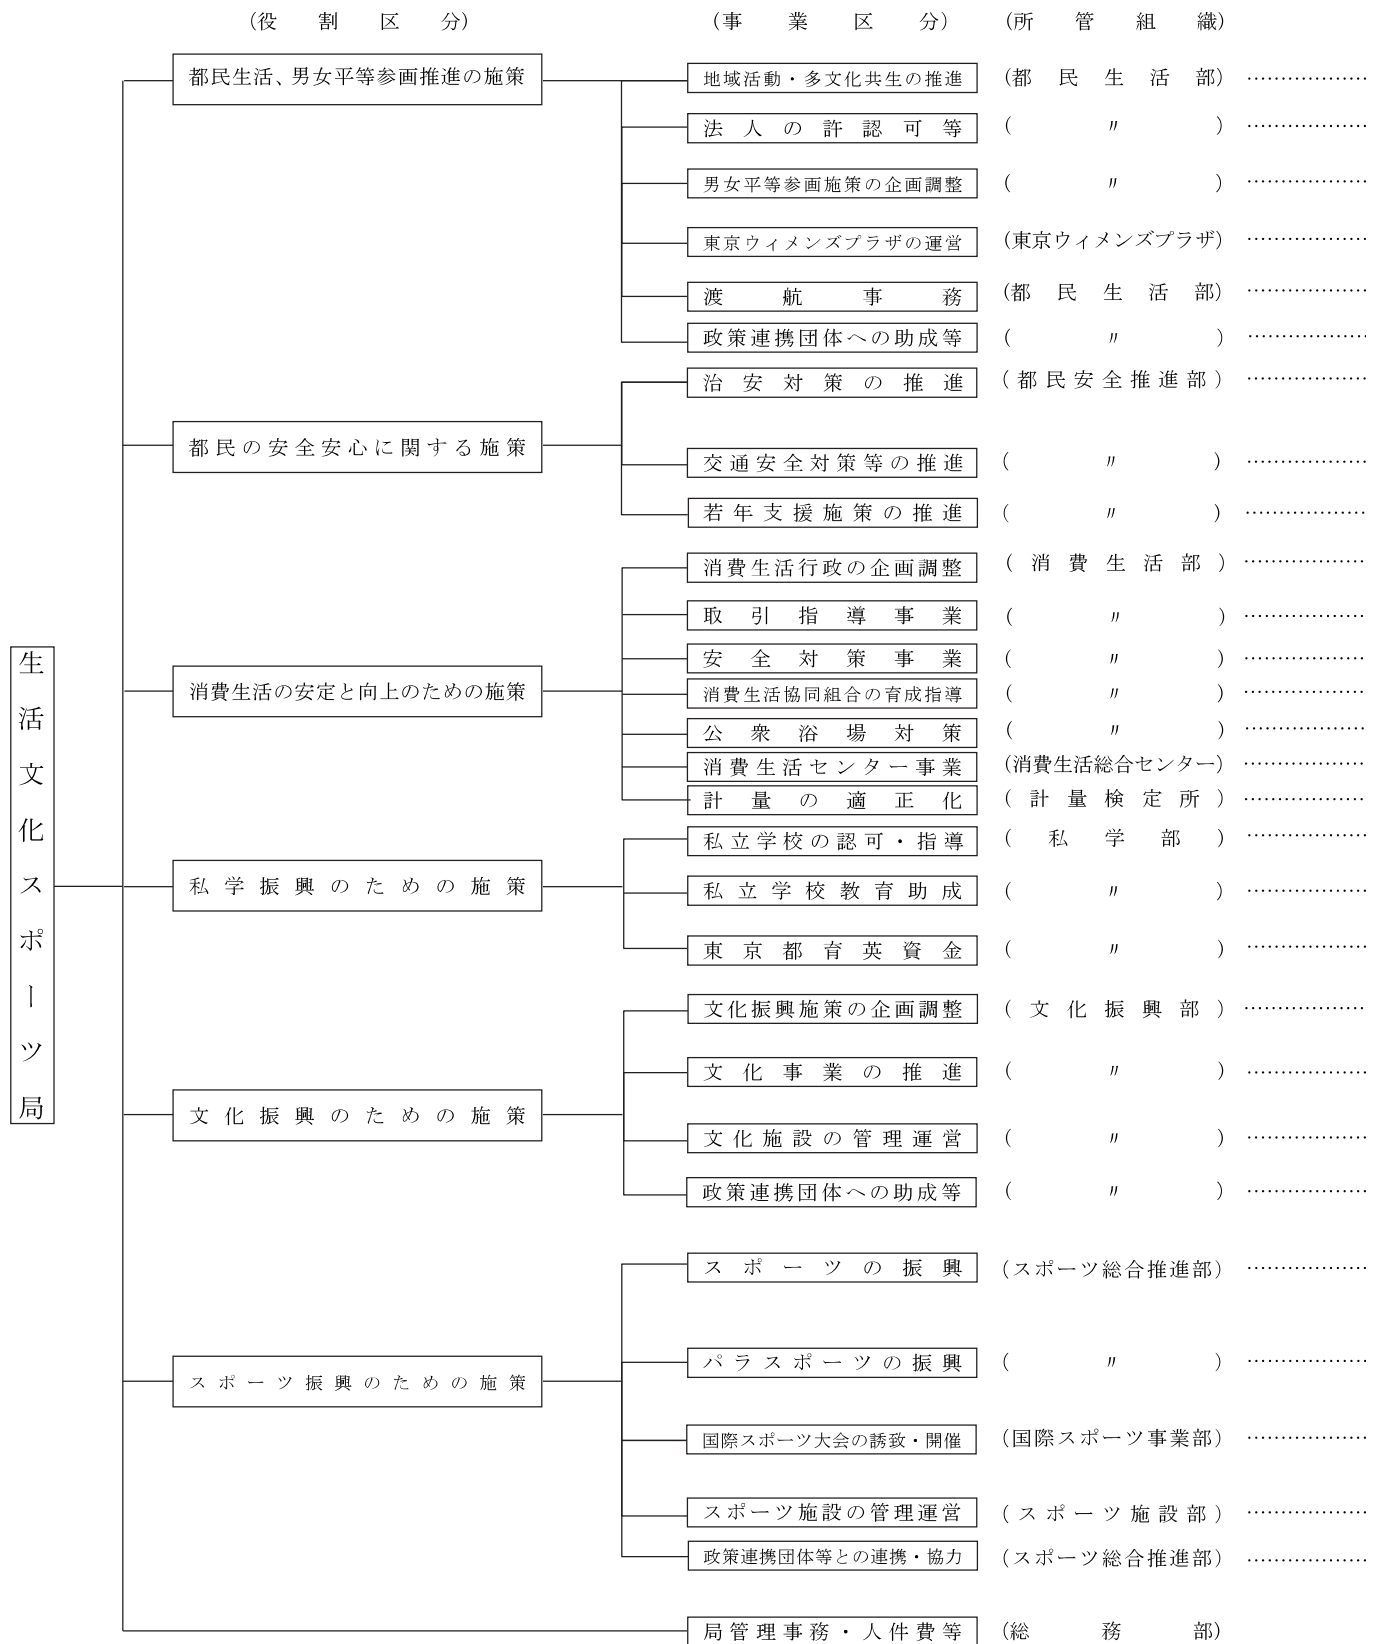 (役割区分) (事業区分) (所管組織)
都民生活、男女平等参画推進の施策 地域活動・多文化共生の推進 (都民生活部) ………………
法人の許認可等 (〃) ………………
男女平等参画施策の企画調整 (〃) ………………
東京ウィメンズプラザの運営 (東京ウィメンズプラザ) ………………
渡航事務 (都民生活部) ………………
政策連携団体への助成等 (〃) ………………
治安対策の推進 (都民安全推進部) ………………
都民の安全安心に関する施策
交通安全対策等の推進 (〃) ………………
若年支援施策の推進 (〃) ………………
消費生活行政の企画調整 (消費生活部) ………………
取引指導事業 (〃) ………………
安全対策事業 (〃) ………………
消費生活の安定と向上のための施策 消費生活協同組合の育成指導 (〃) ………………
公衆浴場対策 (〃) ………………
消費生活センター事業 (消費生活総合センター) ………………
計量の適正化 (計量検定所) ………………
私立学校の認可・指導 (私学部) ………………
生活文化スポーツ局
私学振興のための施策 私立学校教育助成 (〃) ………………
東京都育英資金 (〃) ………………
文化振興施策の企画調整 (文化振興部) ………………
文化事業の推進 (〃) ………………
文化振興のための施策
文化施設の管理運営 (〃) ………………
政策連携団体への助成等 (〃) ………………
スポーツの振興 (スポーツ総合推進部) ………………
パラスポーツの振興 (〃) ………………
スポーツ振興のための施策
国際スポーツ大会の誘致・開催 (国際スポーツ事業部) ………………
スポーツ施設の管理運営 (スポーツ施設部) ………………
政策連携団体等との連携・協力 (スポーツ総合推進部) ………………
局管理事務・人件費等 (総務部)